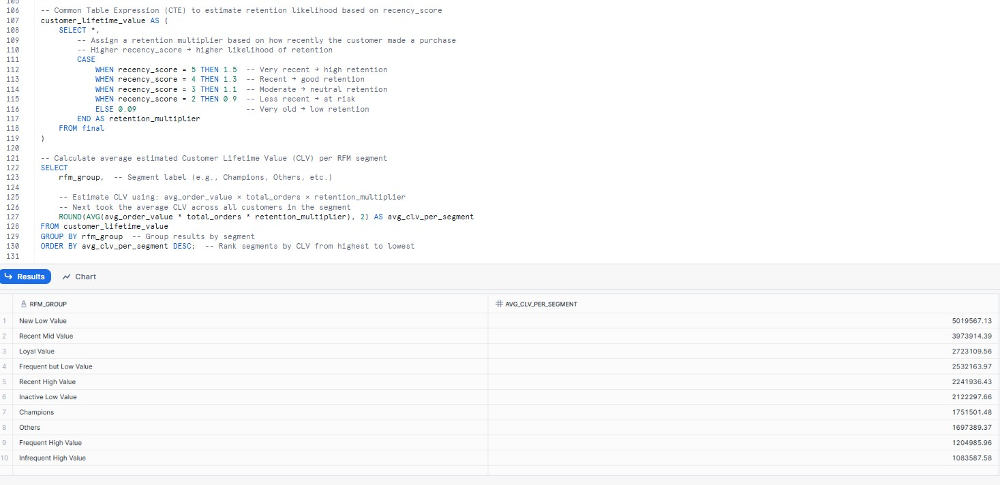 105
106 -- Common Table Expression (CTE) to estimate retention likelihood based on recency_score
107 customer_lifetime_value AS (
108 SELECT *,
109 -- Assign a retention multiplier based on how recently the customer made a purchase
110 -- Higher recency_score → higher likelihood of retention
111 CASE
112 WHEN recency_score = 5 THEN 1.5 -- Very recent → high retention
113 WHEN recency_score = 4 THEN 1.3 -- Recent → good retention
114 WHEN recency_score = 3 THEN 1.1 -- Moderate → neutral retention
115 WHEN recency_score = 2 THEN 0.9 -- Less recent → at risk
116 ELSE 0.09 -- Very old → low retention
117 END AS retention_multiplier
118 FROM final
119 )
120
121 -- Calculate average estimated Customer Lifetime Value (CLV) per RFM segment
122 SELECT
123 rfm_group, -- Segment label (e.g., Champions, Others, etc.)
124
125 -- Estimate CLV using: avg_order_value × total_orders × retention_multiplier
126 -- Next took the average CLV across all customers in the segment
127 ROUND(AVG(avg_order_value * total_orders * retention_multiplier), 2) AS avg_clv_per_segment
128 FROM customer_lifetime_value
129 GROUP BY rfm_group -- Group results by segment
130 ORDER BY avg_clv_per_segment DESC; -- Rank segments by CLV from highest to lowest
131
Results Chart
A RFM_GROUP # AVG_CLV_PER_SEGMENT
1 New Low Value 5019567.13
2 Recent Mid Value 3973914.39
3 Loyal Value 2723109.56
4 Frequent but Low Value 2532163.97
5 Recent High Value 2241936.43
6 Inactive Low Value 2122297.66
7 Champions 1751501.48
8 Others 1697389.37
9 Frequent High Value 1204985.96
10 Infrequent High Value 1083587.58